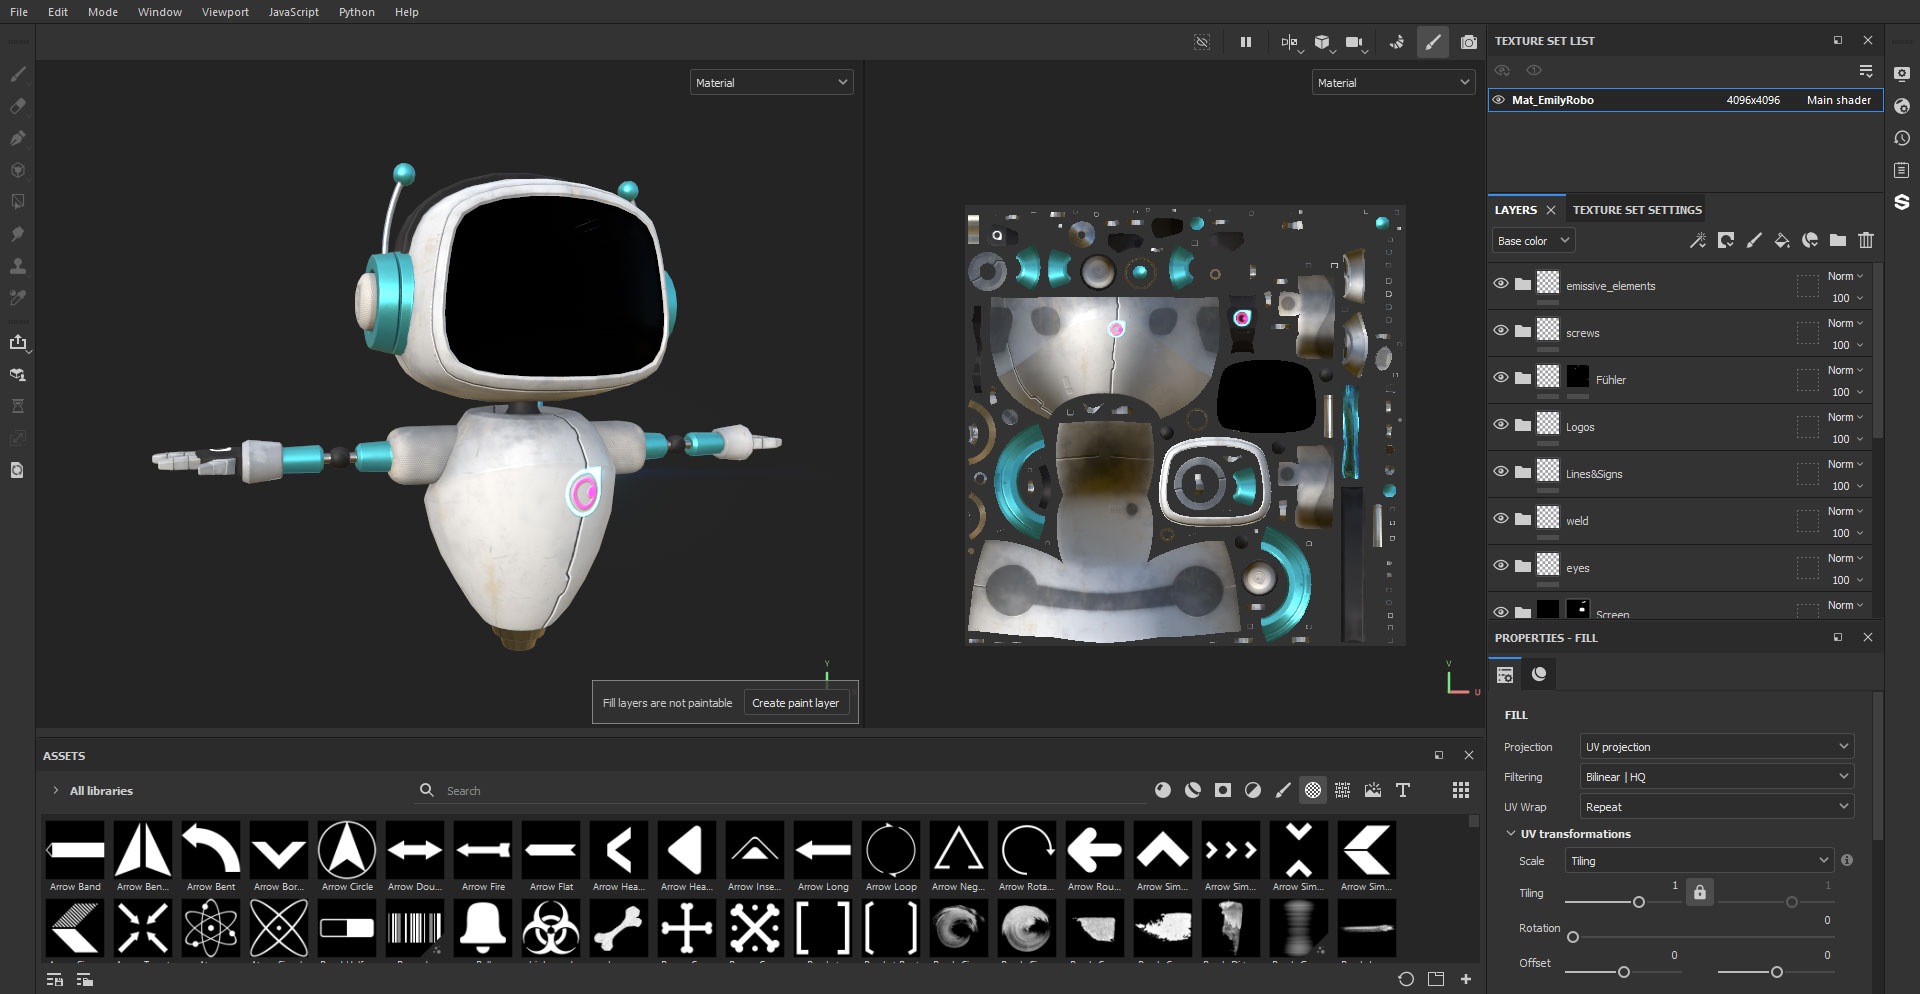 File Edit Mode Window Viewport JavaScript Python Help
Material
Material
Y
V
U
Fill layers are not paintable Create paint layer
TEXTURE SET LIST
Mat_EmilyRobo 4096x4096 Main shader
LAYERS TEXTURE SET SETTINGS
Base color
emissive_elements Norm 100
screws Norm 100
Fühler Norm 100
Logos Norm 100
Lines&Signs Norm 100
weld Norm 100
eyes Norm 100
Screen Norm
PROPERTIES - FILL
FILL
Projection UV projection
Filtering Bilinear | HQ
UV Wrap Repeat
UV transformations
Scale Tiling
Tiling 1 1
Rotation 0
Offset 0 0
ASSETS
All libraries Search
Arrow Band Arrow Ben... Arrow Bent Arrow Bor... Arrow Circle Arrow Dou... Arrow Fire Arrow Flat Arrow Hea... Arrow Hea... Arrow Inse... Arrow Long Arrow Loop Arrow Neg... Arrow Rota... Arrow Rou... Arrow Sim... Arrow Sim... Arrow Sim... Arrow Sim...